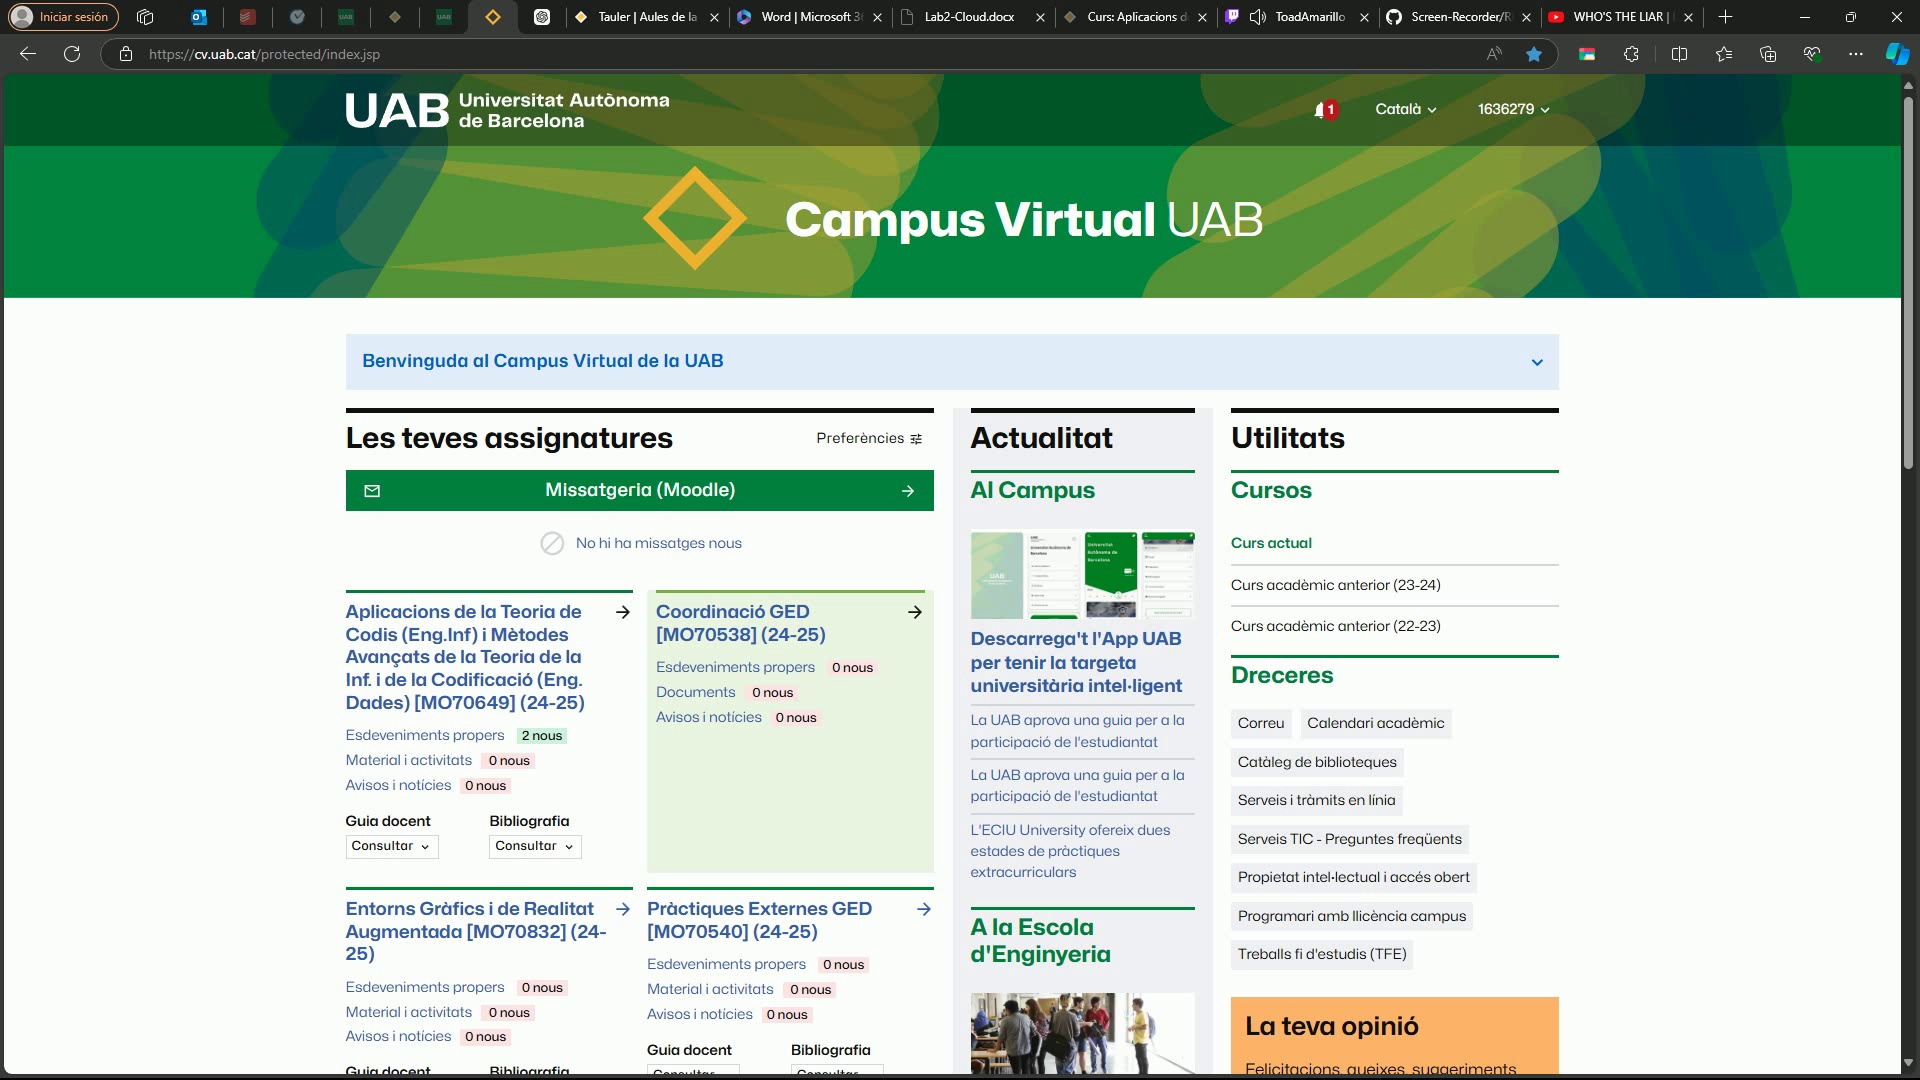 Iniciar sesión
Tauler | Aules de la
Word | Microsoft 3
Lab2-Cloud.docx
Curs: Aplicacions d
ToadAmarillo
Screen-Recorder/R
WHO'S THE LIAR |
https://cv.uab.cat/protected/index.jsp
UAB Universitat Autònoma
de Barcelona
1
Català
1636279
Campus Virtual UAB
Benvinguda al Campus Virtual de la UAB
Les teves assignatures
Preferències
Missatgeria (Moodle)
No hi ha missatges nous
Aplicacions de la Teoria de
Codis (Eng.Inf) i Mètodes
Avançats de la Teoria de la
Inf. i de la Codificació (Eng.
Dades) [MO70649] (24-25)
Esdeveniments propers 2 nous
Material i activitats 0 nous
Avisos i notícies 0 nous
Guia docent
Bibliografia
Consultar
Consultar
Coordinació GED
[MO70538] (24-25)
Esdeveniments propers 0 nous
Documents 0 nous
Avisos i notícies 0 nous
Entorns Gràfics i de Realitat
Augmentada [MO70832] (24-
25)
Esdeveniments propers 0 nous
Material i activitats 0 nous
Avisos i notícies 0 nous
Guia docent
Bibliografia
Pràctiques Externes GED
[MO70540] (24-25)
Esdeveniments propers 0 nous
Material i activitats 0 nous
Avisos i notícies 0 nous
Guia docent
Bibliografia
Consultar
Consultar
Actualitat
Al Campus
Descarrega't l'App UAB
per tenir la targeta
universitària intel·ligent
La UAB aprova una guia per a la
participació de l'estudiantat
La UAB aprova una guia per a la
participació de l'estudiantat
L'ECIU University ofereix dues
estades de pràctiques
extracurriculars
A la Escola
d'Enginyeria
Utilitats
Cursos
Curs actual
Curs acadèmic anterior (23-24)
Curs acadèmic anterior (22-23)
Dreceres
Correu
Calendari acadèmic
Catàleg de biblioteques
Serveis i tràmits en línia
Serveis TIC - Preguntes freqüents
Propietat intel·lectual i accés obert
Programari amb llicència campus
Treballs fi d'estudis (TFE)
La teva opinió
Felicitacions, queixes, suggeriments